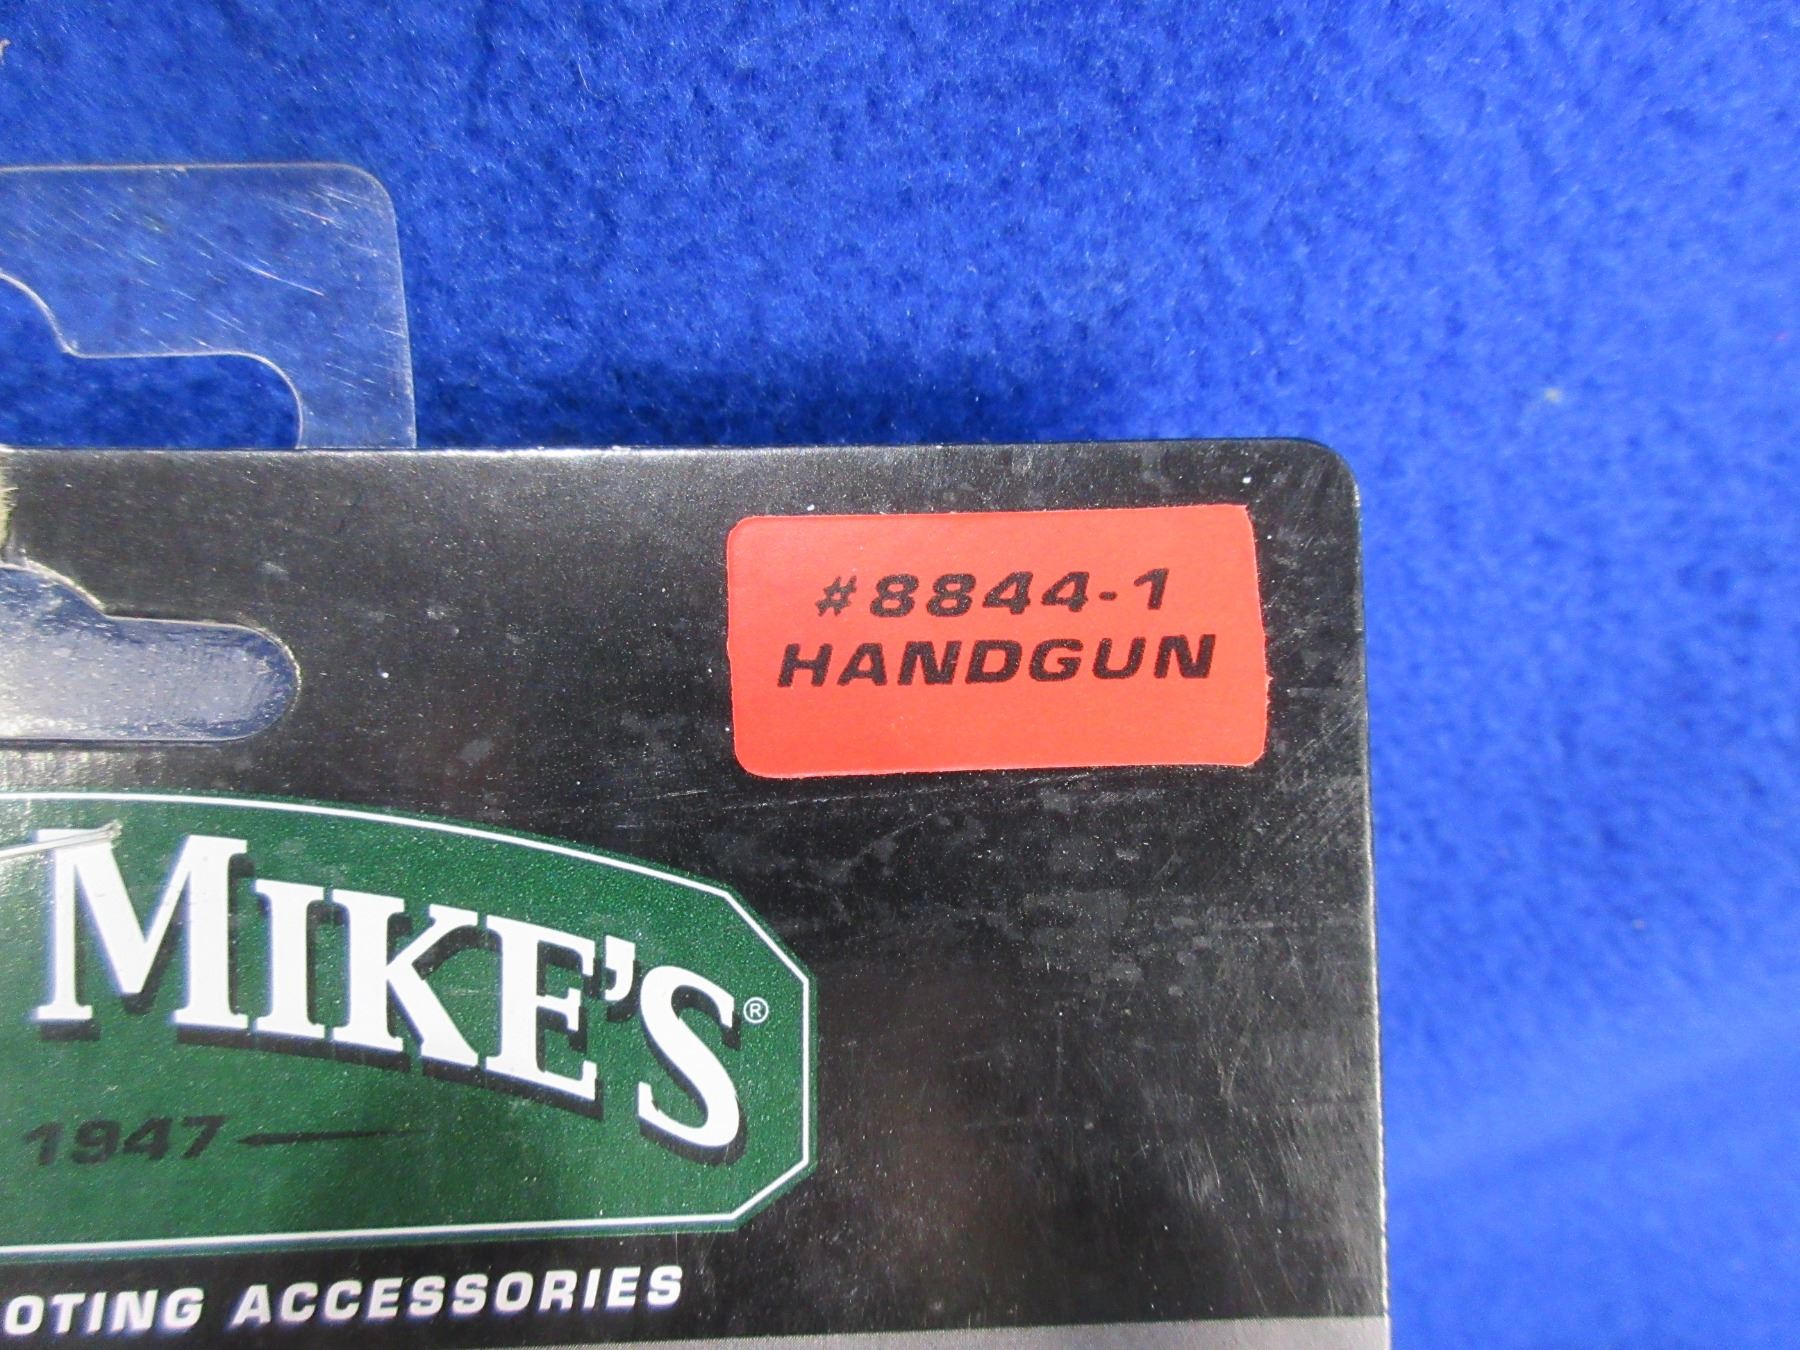 #8844-1
HANDGUN
MIKE'S®
1947
OTING ACCESSORIES